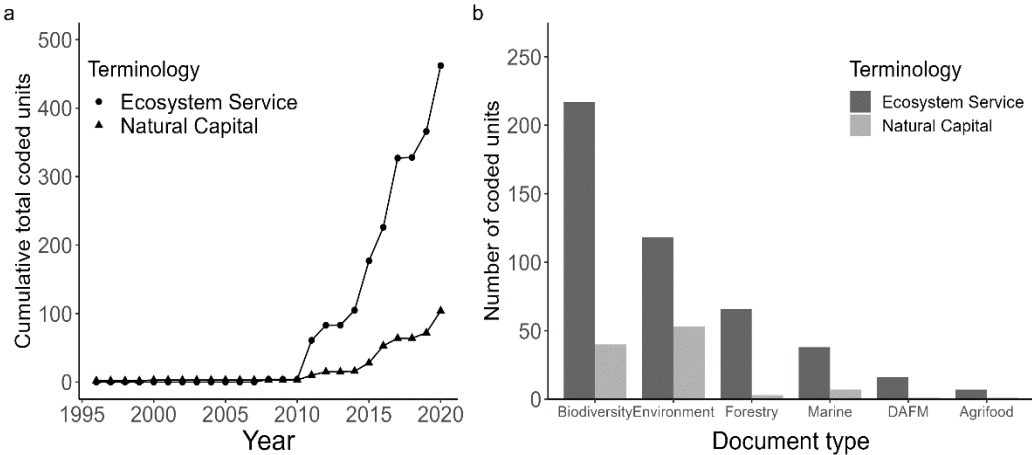 a
Cumulative total coded units
500
400
300
200
100
0
Terminology
Ecosystem Service
Natural Capital
1995 2000 2005 2010 2015 2020
Year
b
Number of coded units
250
200
150
100
50
0
Terminology
Ecosystem Service
Natural Capital
Biodiversity Environment Forestry Marine DAFM Agrifood
Document type